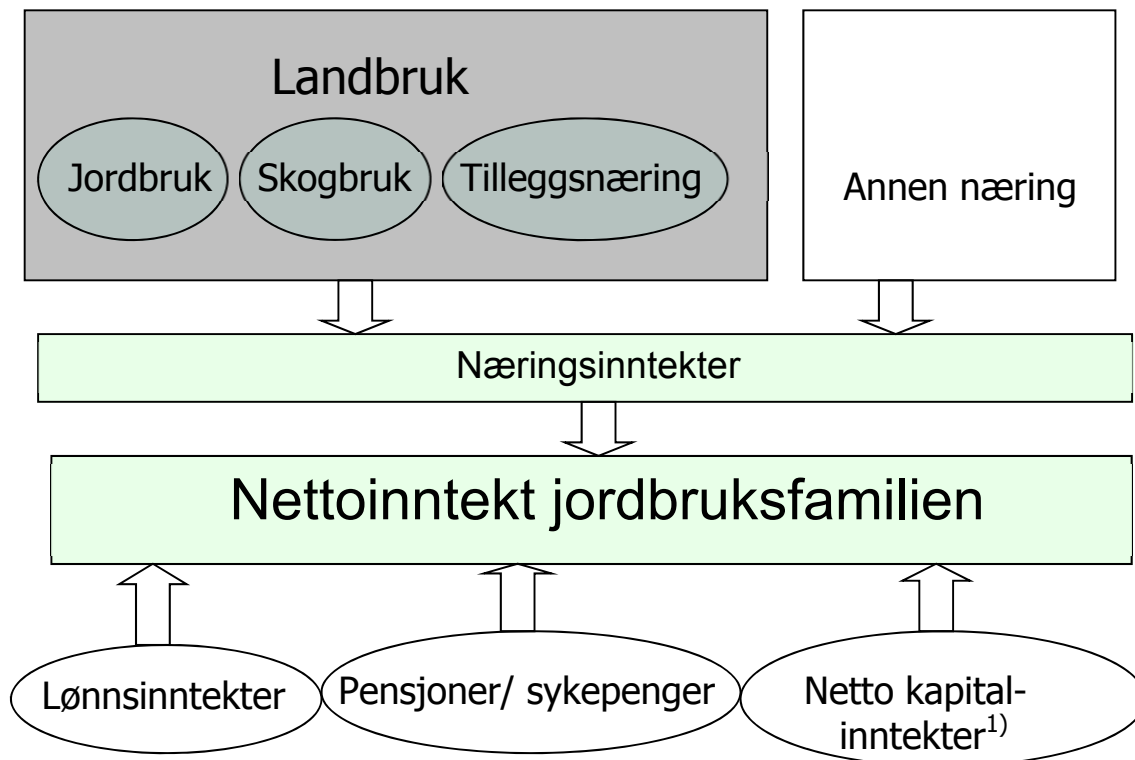 Landbruk
Jordbruk
Skogbruk
Tilleggsnæring
Annen næring
Næringsinntekter
Nettoinntekt jordbruksfamilien
Lønnsinntekter
Pensjoner/ sykepenger
Netto kapital-
inntekter1)